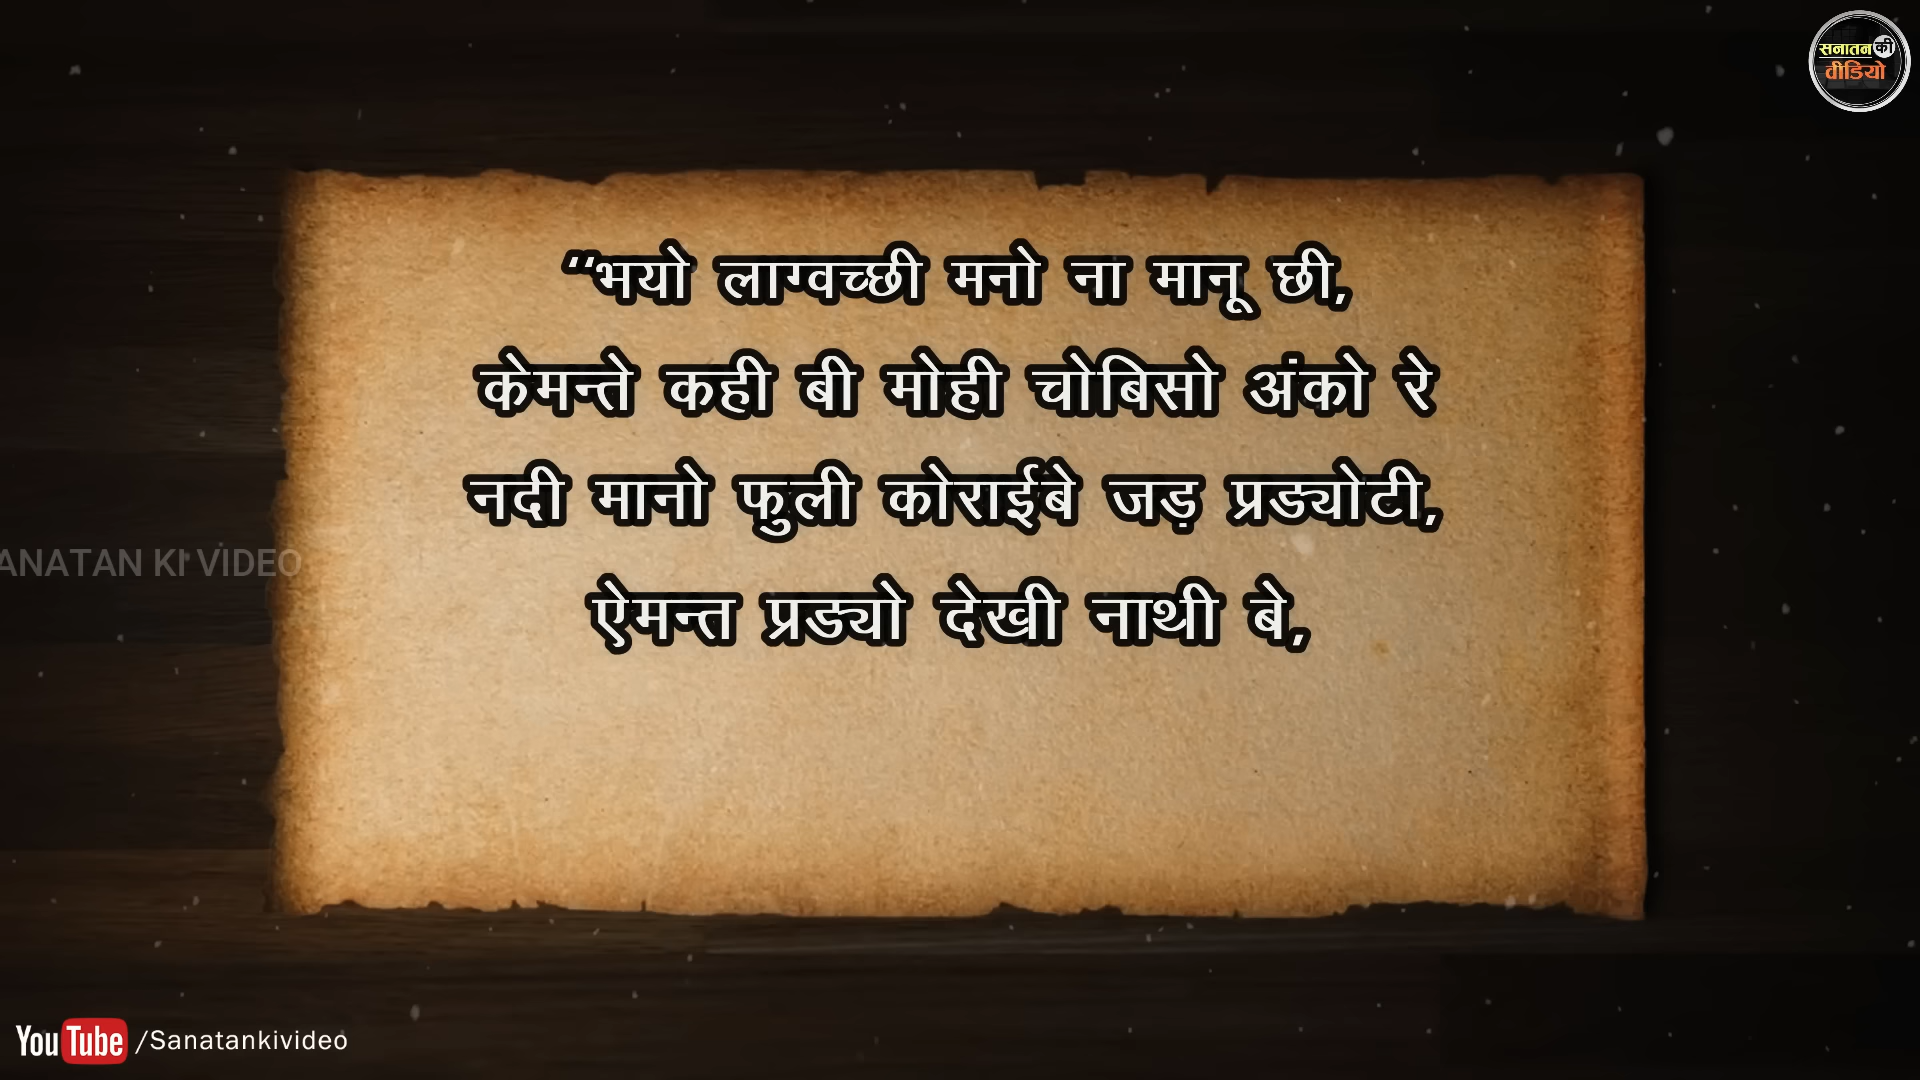 सनातन की
वीडियो
“भयो लाग्वच्छी मनो ना मानू छी,
केमन्ते कही बी मोही चोबिसो अंको रे
नदी मानो फुली कोराईबे जड़ प्रड्योटी,
ऐमन्त प्रड्यो देखी नाथी बे,
ANATAN KI VIDEO
YouTube /Sanatankivideo